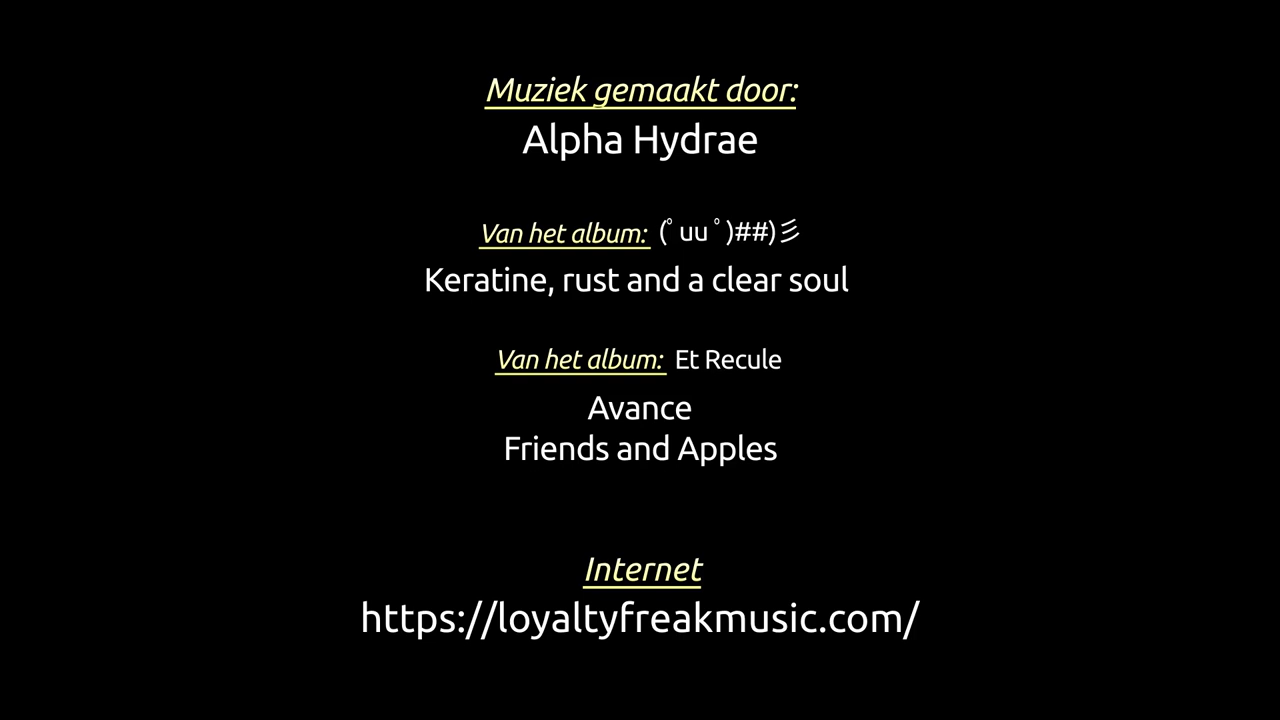 Muziek gemaakt door:
Alpha Hydrae
Van het album: (ﾟuuﾟ)##)彡
Keratine, rust and a clear soul
Van het album: Et Recule
Avance
Friends and Apples
Internet
https://loyaltyfreakmusic.com/